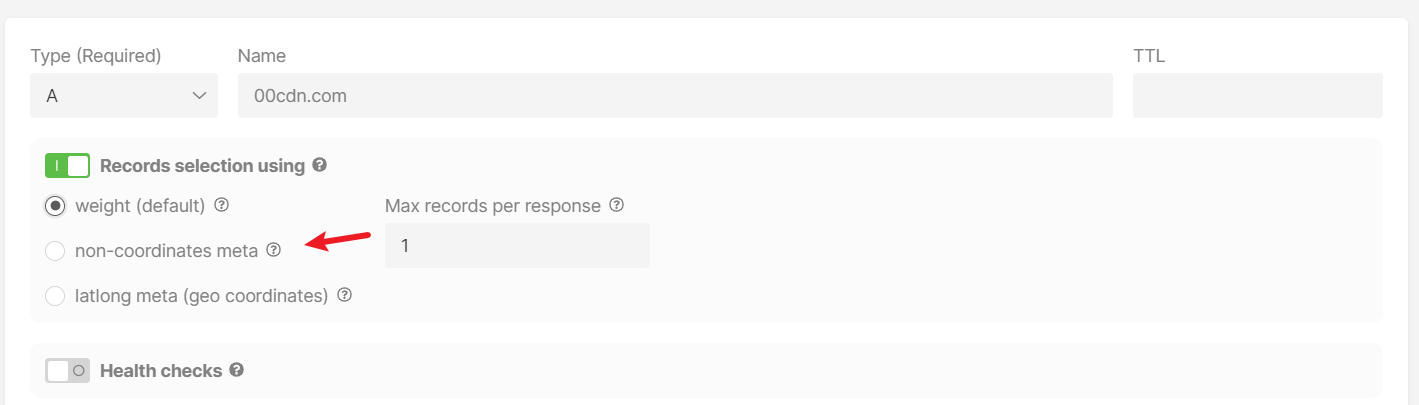 Type (Required) Name TTL
A 00cdn.com
Records selection using ?
weight (default) ? Max records per response ?
non-coordinates meta ? 1
latlong meta (geo coordinates) ?
Health checks ?